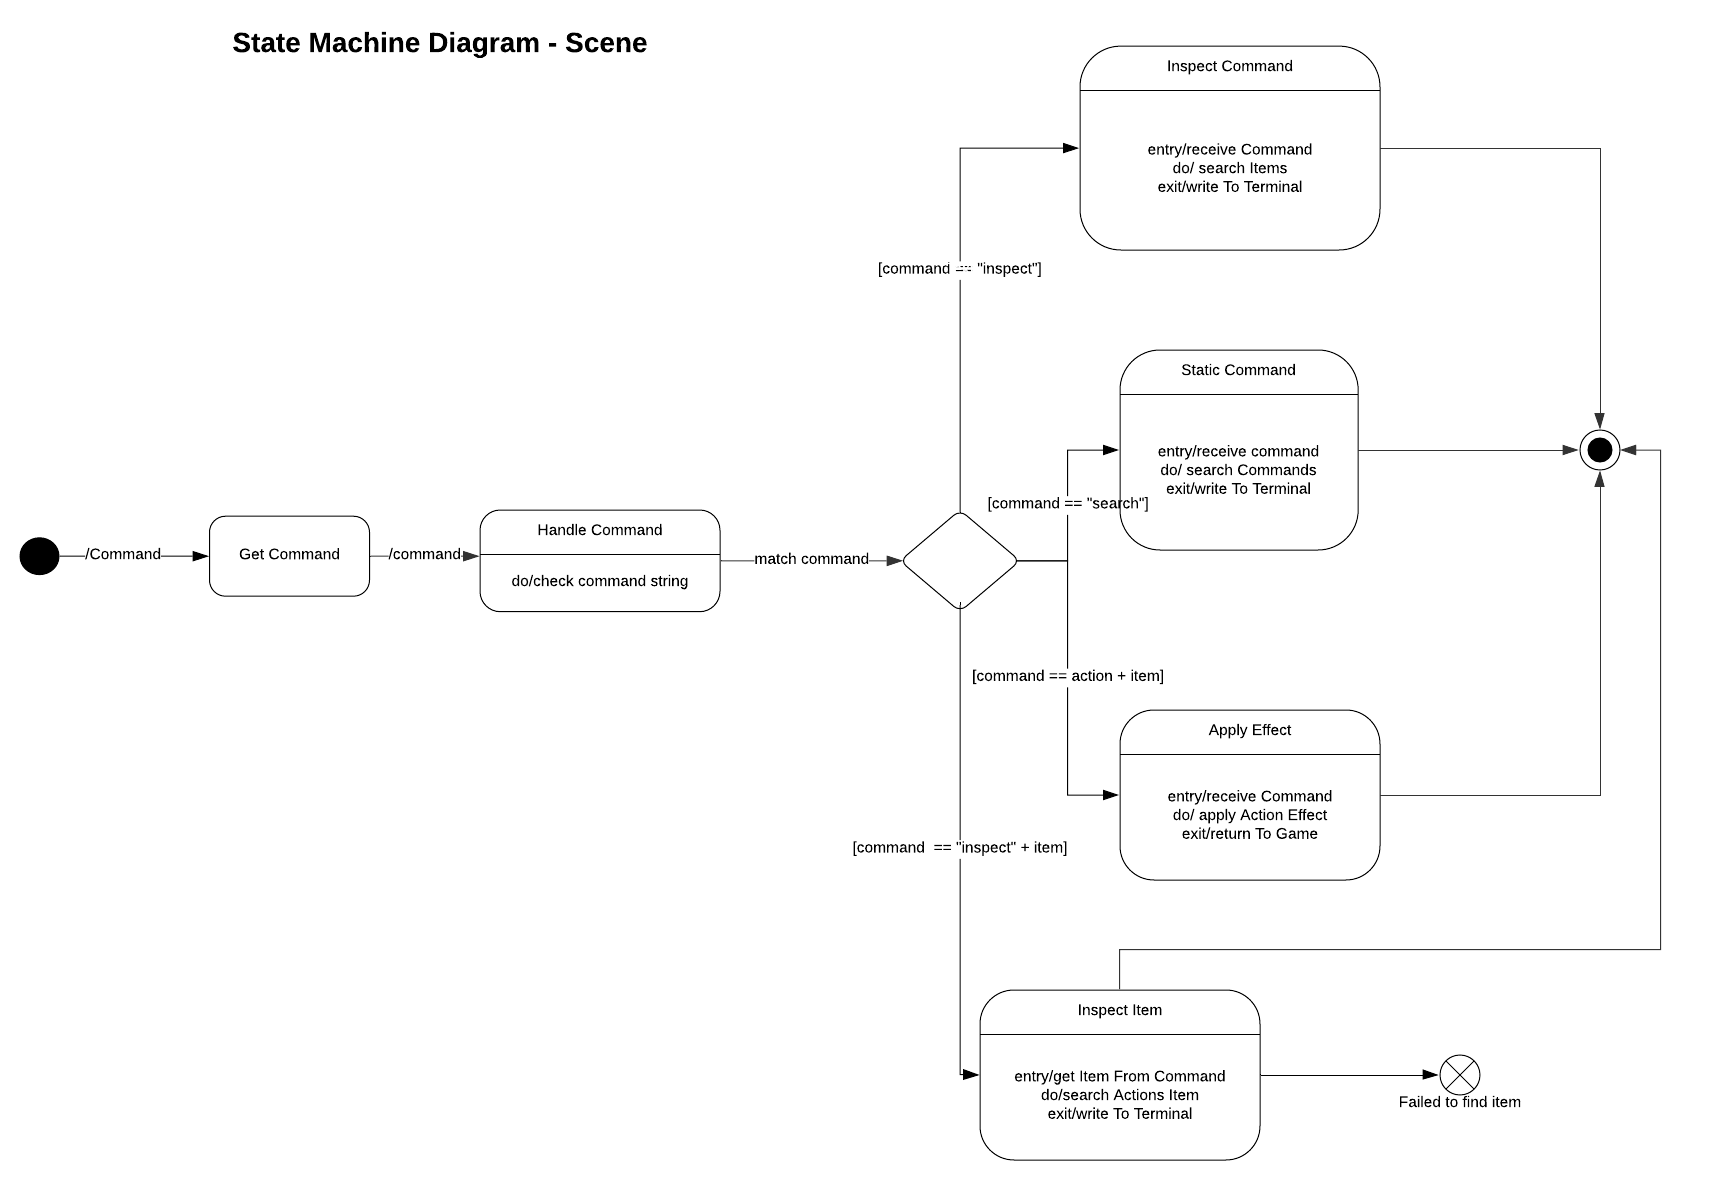 State Machine Diagram - Scene
Inspect Command
entry/receive Command
do/ search Items
exit/write To Terminal
[command == "inspect"]
Static Command
entry/receive command
do/ search Commands
exit/write To Terminal
[command == "search"]
/Command
Get Command
/command
Handle Command
do/check command string
match command
[command == action + item]
Apply Effect
entry/receive Command
do/ apply Action Effect
exit/return To Game
[command  == "inspect" + item]
Inspect Item
entry/get Item From Command
do/search Actions Item
exit/write To Terminal
Failed to find item